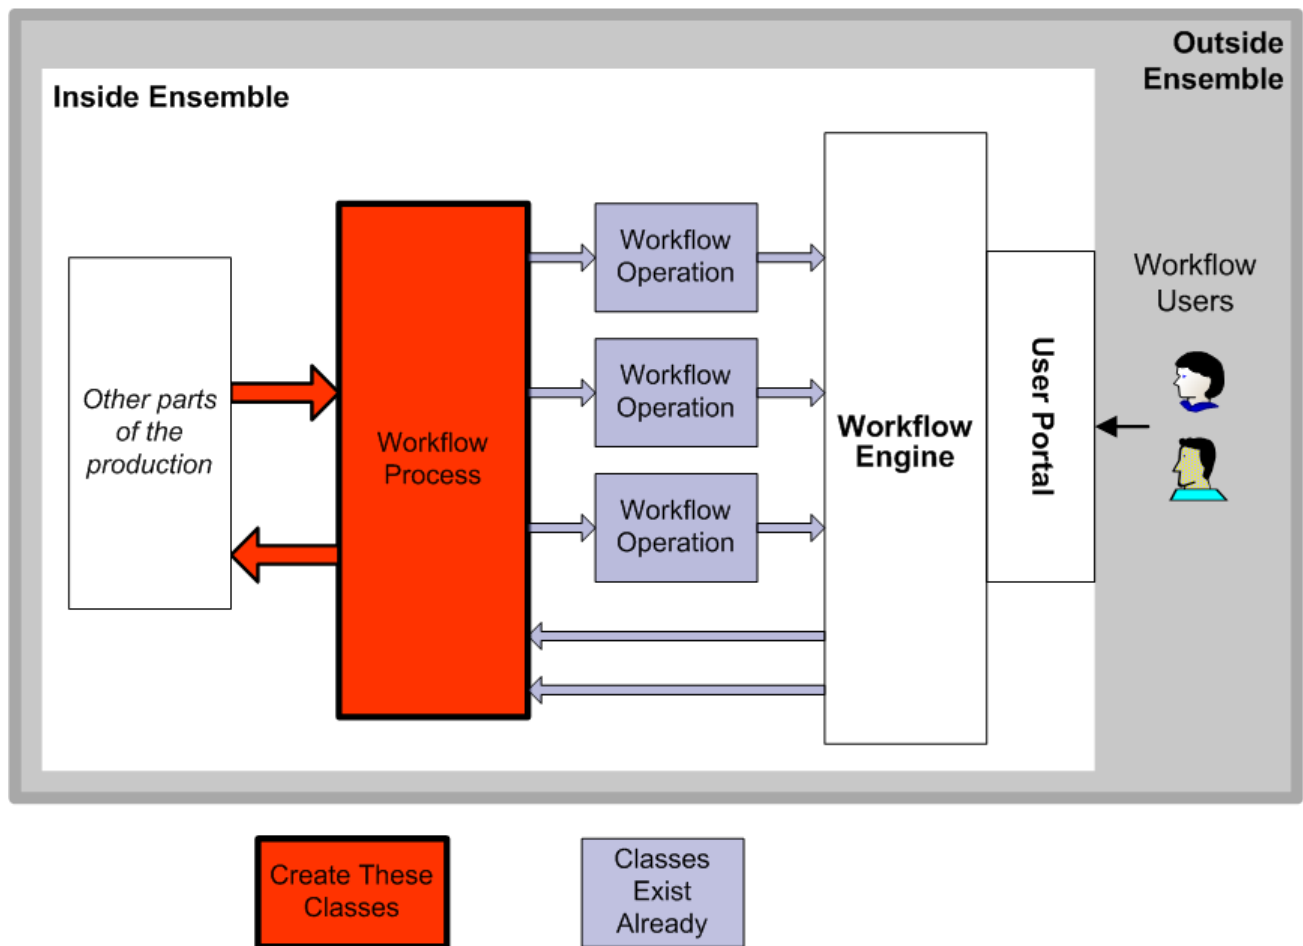 Outside
Ensemble
Inside Ensemble
Other parts
of the
production
Workflow
Process
Workflow
Operation
Workflow
Operation
Workflow
Operation
Workflow
Engine
User Portal
Workflow
Users
Create These
Classes
Classes
Exist
Already